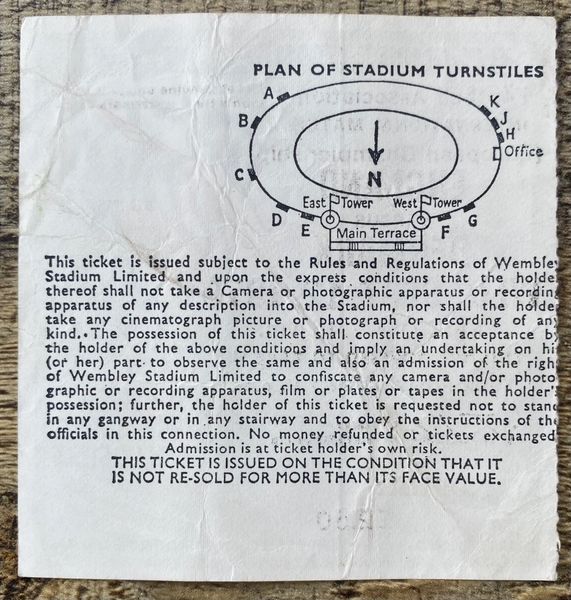 PLAN OF STADIUM TURNSTILES
A
B
C
D
E
F
G
H
J
K
Office
N
East Tower
West Tower
Main Terrace
This ticket is issued subject to the Rules and Regulations of Wembley
Stadium Limited and upon the express conditions that the holde
thereof shall not take a Camera or photographic apparatus or recording
apparatus of any description into the Stadium, nor shall the holde
take any cinematograph picture or photograph or recording of any
kind. The possession of this ticket shall constitute an acceptance by
the holder of the above conditions and imply an undertaking on hi
(or her) part to observe the same and also an admission of the righ
of Wembley Stadium Limited to confiscate any camera and/or photo
graphic or recording apparatus, film or plates or tapes in the holder's
possession; further, the holder of this ticket is requested not to stand
in any gangway or in any stairway and to obey the instructions of the
officials in this connection. No money refunded or tickets exchanged
Admission is at ticket holder's own risk.
THIS TICKET IS ISSUED ON THE CONDITION THAT IT
IS NOT RE-SOLD FOR MORE THAN ITS FACE VALUE.